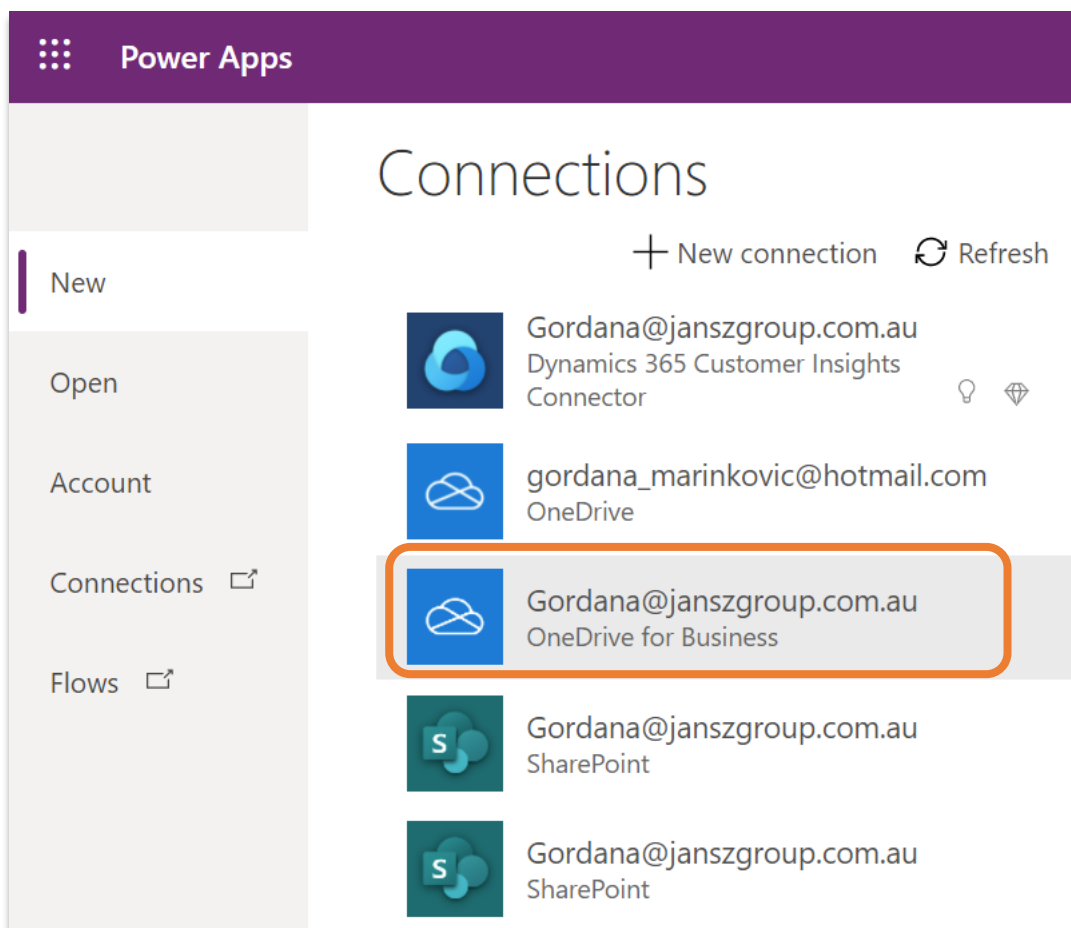 Power Apps
Connections
New connection Refresh
New
Open
Account
Connections
Flows
Gordana@janszgroup.com.au
Dynamics 365 Customer Insights
Connector
gordana_marinkovic@hotmail.com
OneDrive
Gordana@janszgroup.com.au
OneDrive for Business
S
Gordana@janszgroup.com.au
SharePoint
S
Gordana@janszgroup.com.au
SharePoint